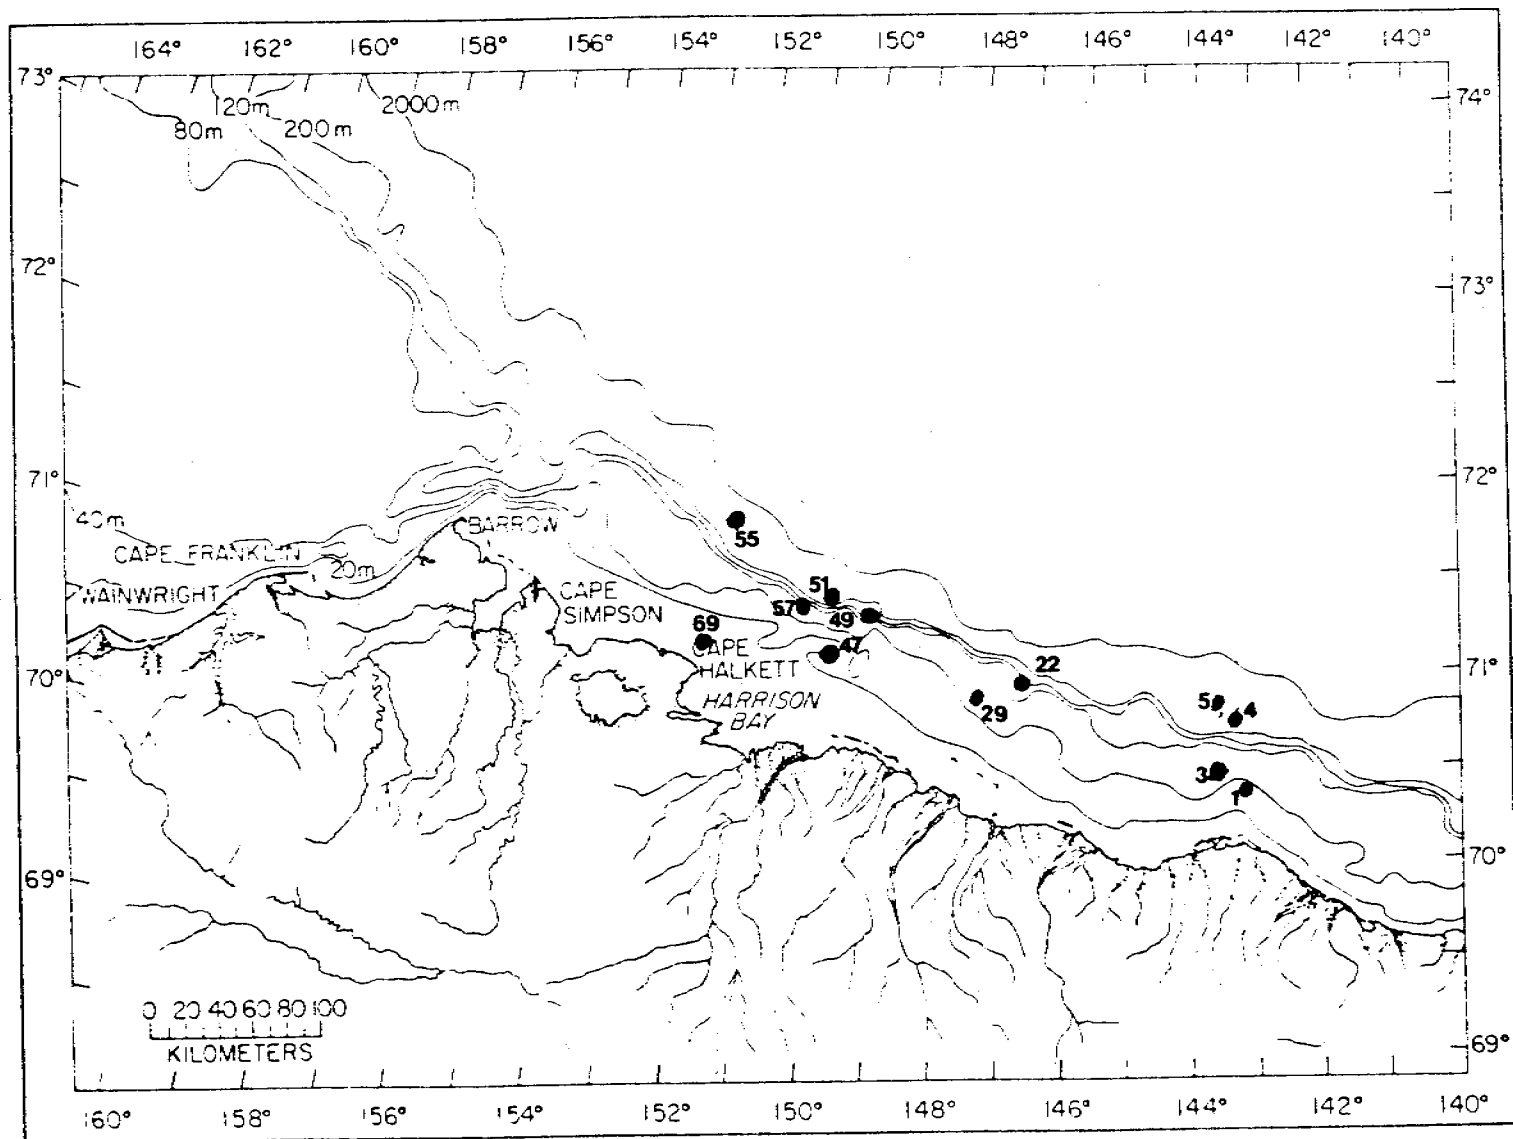 164° 162° 160° 158° 156° 154° 152° 150° 148° 146° 144° 142° 140°
73°
120m
2000m
80m
200m
74°
72°
73°
71°
72°
40m
BARROW
55
CAPE FRANKLIN
20m
WAINWRIGHT
CAPE
SIMPSON
51
57
49
69
47
CAPE
HALKETT
22
71°
70°
HARRISON
BAY
29
5
4
3
1
70°
69°
0 20 40 60 80 100
KILOMETERS
69°
160° 158° 156° 154° 152° 150° 148° 146° 144° 142° 140°